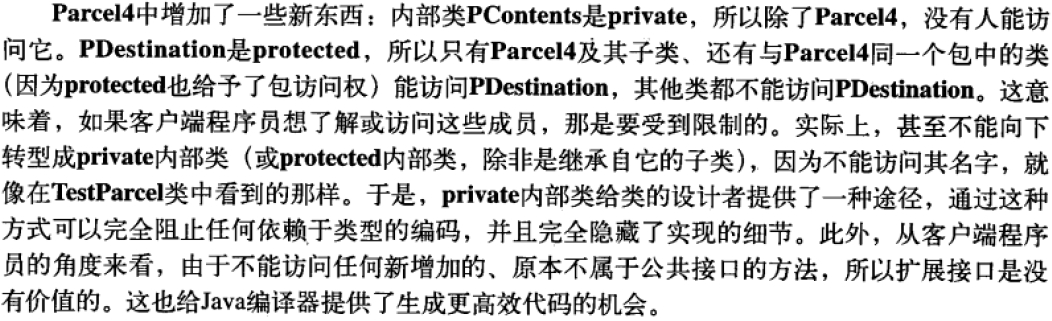 Parcel4中增加了一些新东西：内部类PContents是private，所以除了Parcel4，没有人能访
问它。PDestination是protected，所以只有Parcel4及其子类、还有与Parcel4同一个包中的类
（因为protected也给予了包访问权）能访问PDestination，其他类都不能访问PDestination。这意
味着，如果客户端程序员想了解或访问这些成员，那是要受到限制的。实际上，甚至不能向下
转型成private内部类（或protected内部类，除非是继承自它的子类），因为不能访问其名字，就
像在TestParcel类中看到的那样。于是，private内部类给类的设计者提供了一种途径，通过这种
方式可以完全阻止任何依赖于类型的编码，并且完全隐藏了实现的细节。此外，从客户端程序
员的角度来看，由于不能访问任何新增加的、原本不属于公共接口的方法，所以扩展接口是没
有价值的。这也给Java编译器提供了生成更高效代码的机会。